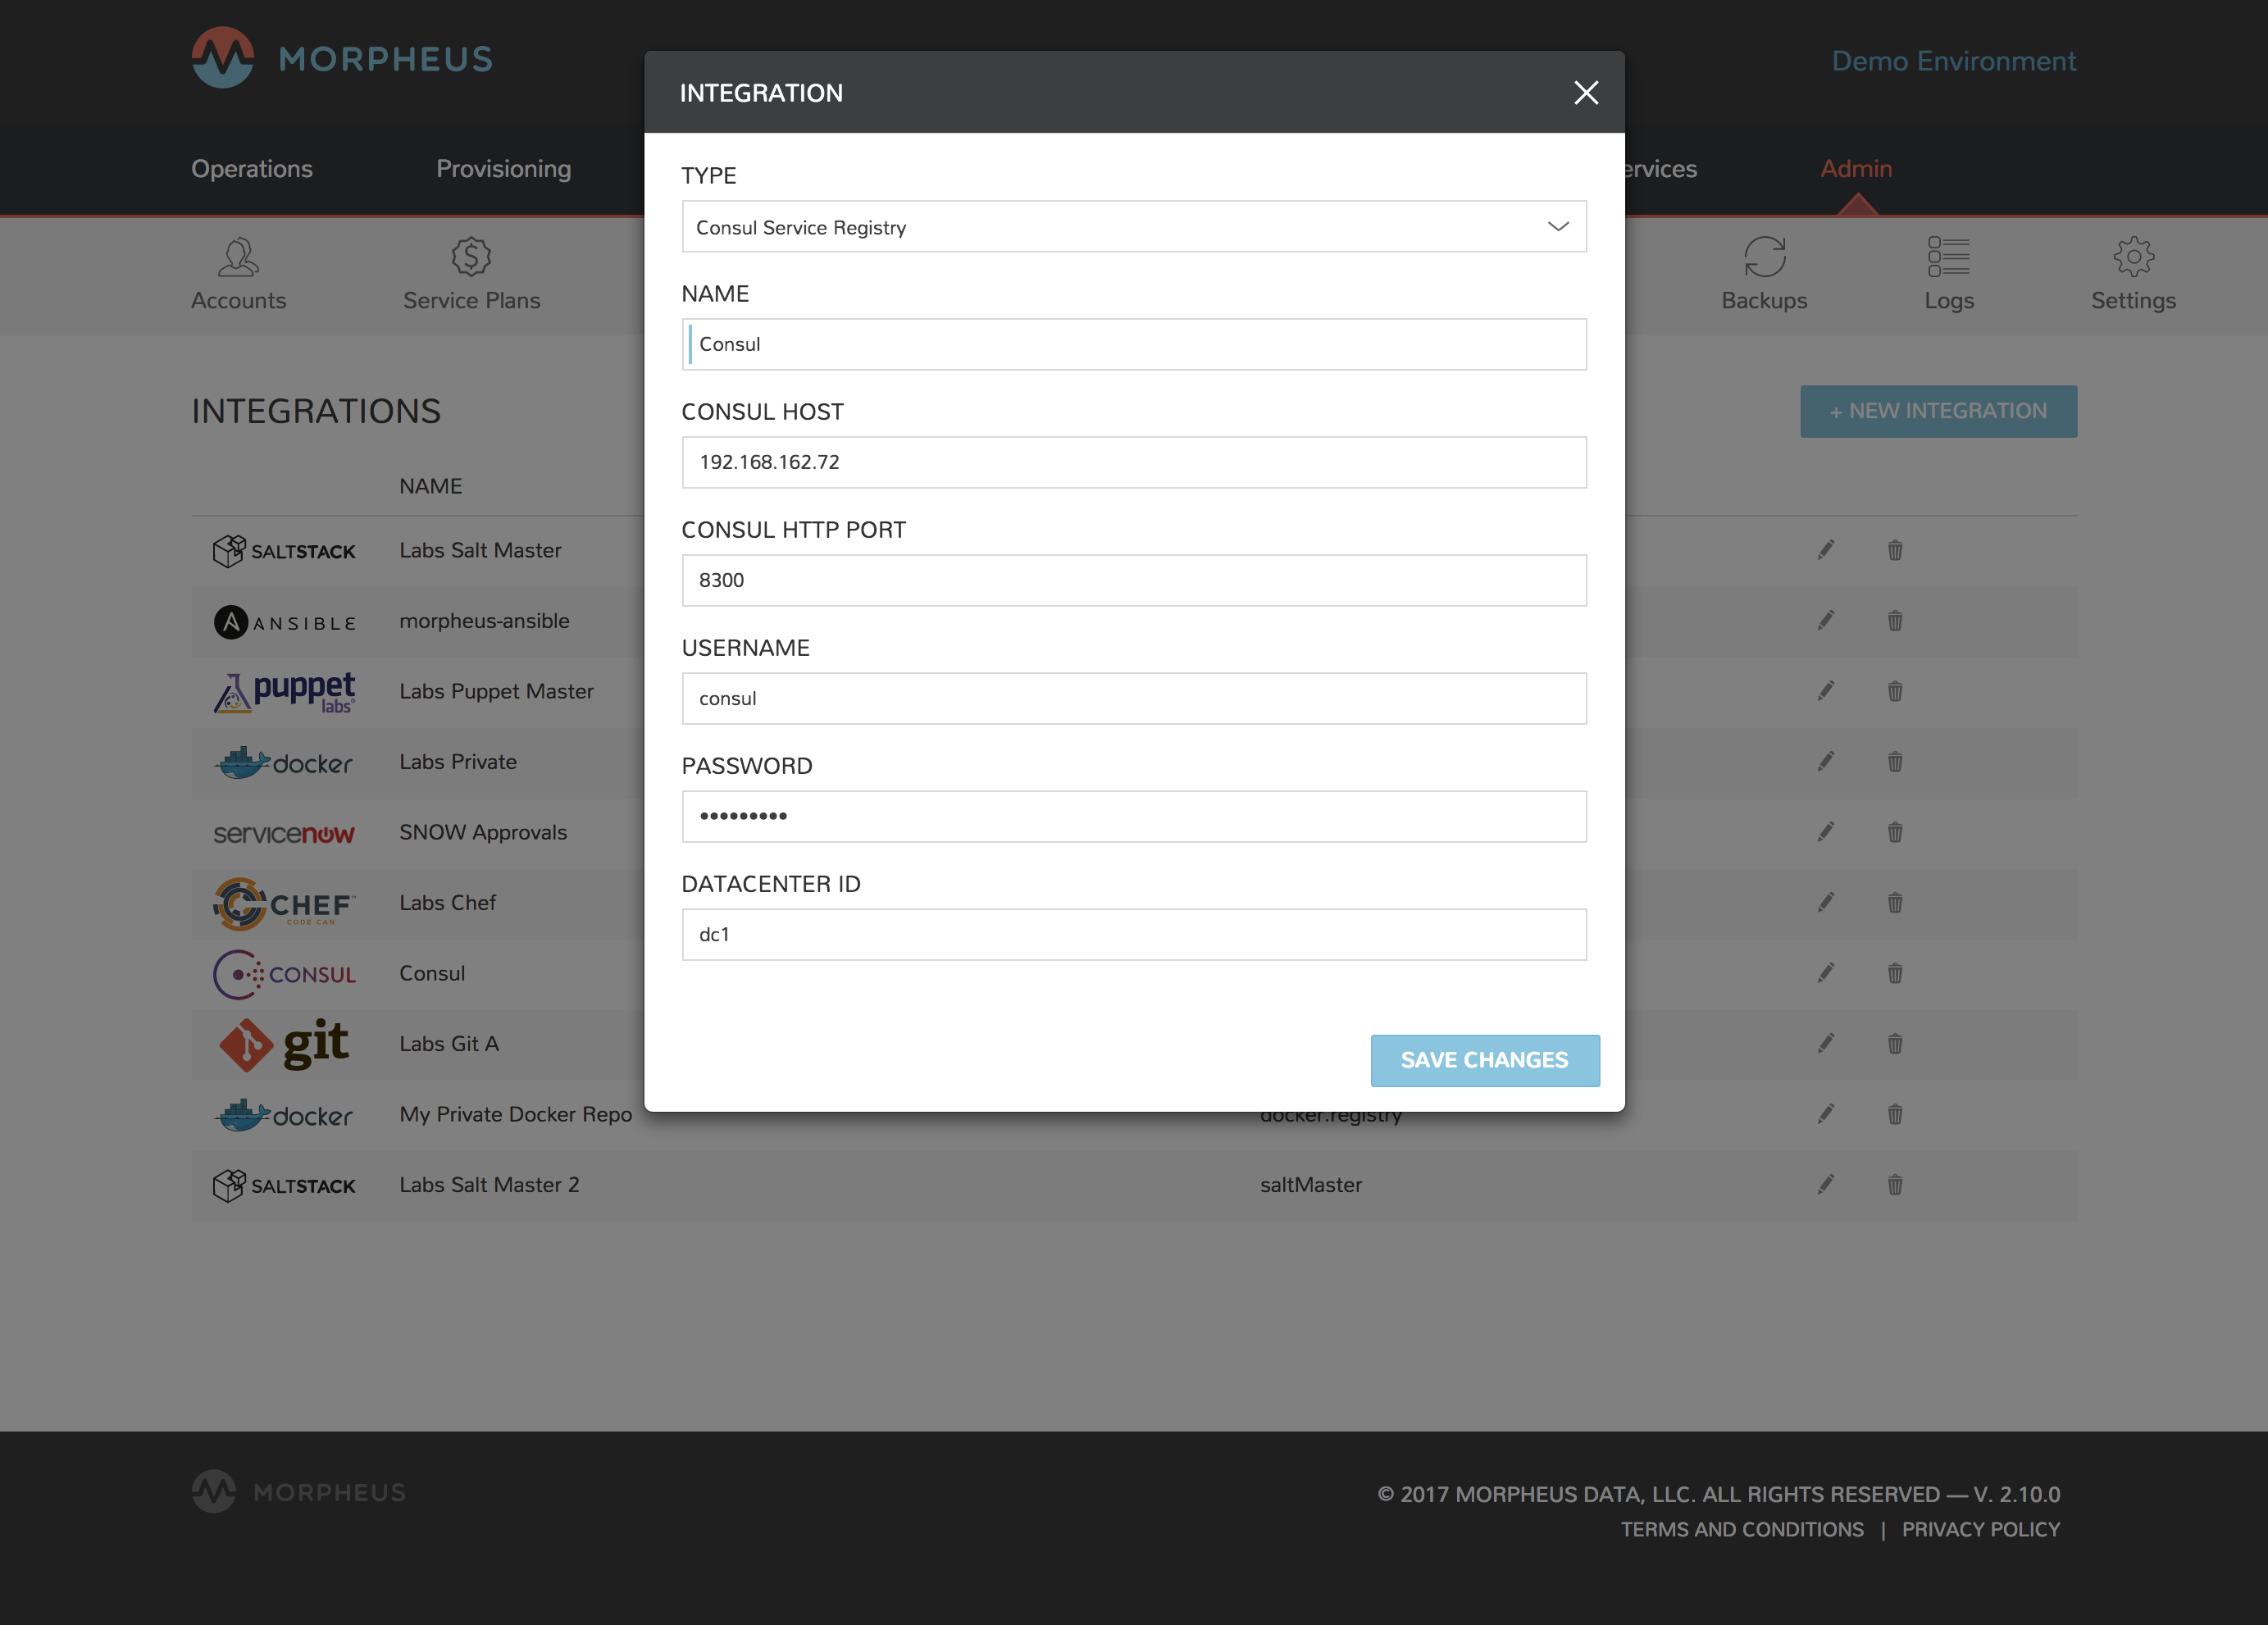 MORPHEUS
Demo Environment
INTEGRATION
Operations
Provisioning
ervices
Admin
Accounts
Service Plans
Backups
Logs
Settings
TYPE
Consul Service Registry
NAME
Consul
CONSUL HOST
192.168.162.72
CONSUL HTTP PORT
8300
USERNAME
consul
PASSWORD
•••••••••
DATACENTER ID
dc1
SAVE CHANGES
INTEGRATIONS
+ NEW INTEGRATION
NAME
SALTSTACK Labs Salt Master
ANSIBLE morpheus-ansible
puppet labs Labs Puppet Master
docker Labs Private
servicenow SNOW Approvals
CHEF™ CODE CAN Labs Chef
CONSUL Consul
git Labs Git A
docker My Private Docker Repo docker.registry
SALTSTACK Labs Salt Master 2 saltMaster
MORPHEUS
© 2017 MORPHEUS DATA, LLC. ALL RIGHTS RESERVED — V. 2.10.0
TERMS AND CONDITIONS | PRIVACY POLICY